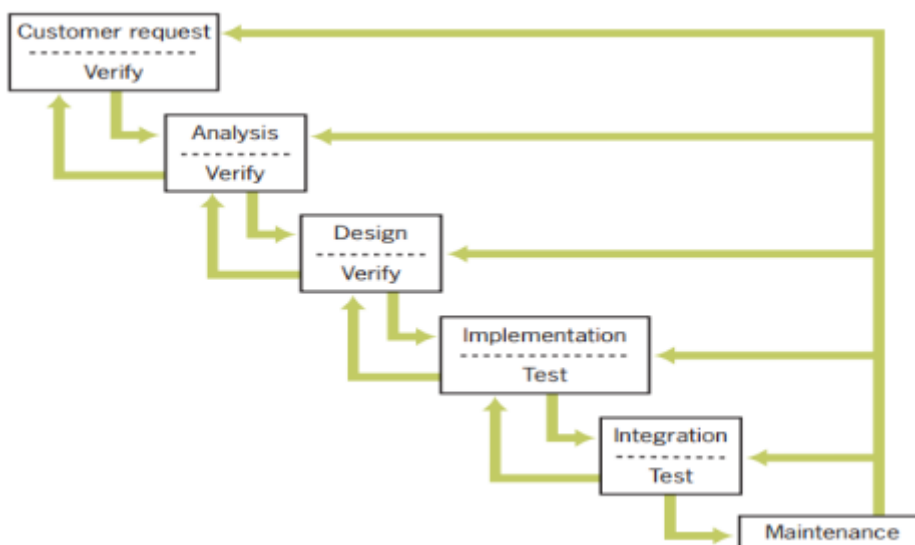 Customer request
Verify
Analysis
Verify
Design
Verify
Implementation
Test
Integration
Test
Maintenance